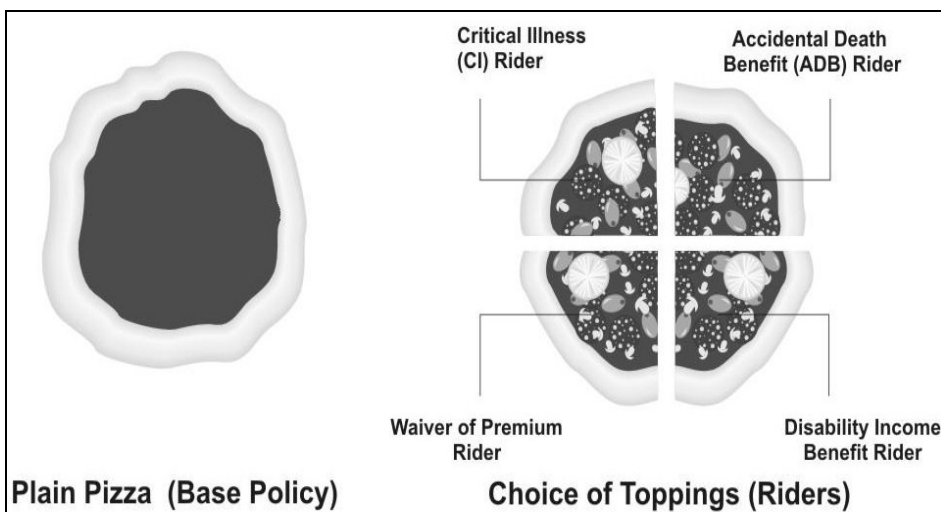 Critical Illness
(CI) Rider
Accidental Death
Benefit (ADB) Rider
Waiver of Premium
Rider
Disability Income
Benefit Rider
Plain Pizza (Base Policy)
Choice of Toppings (Riders)